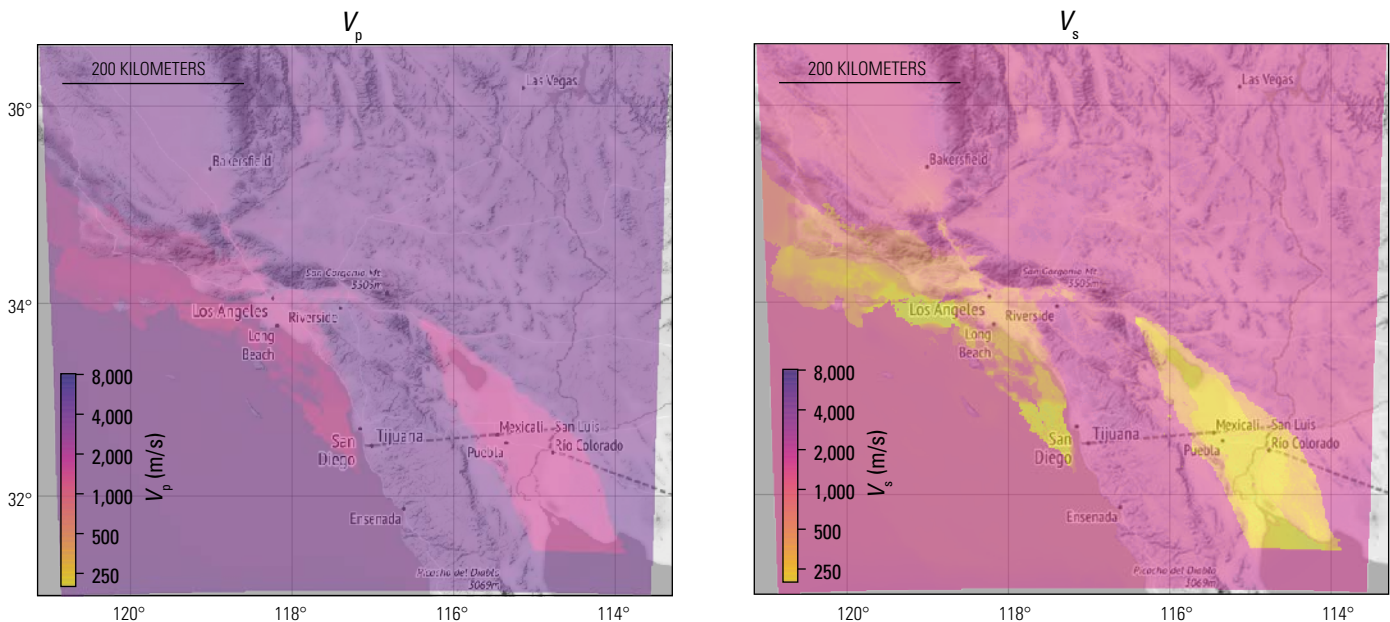 Vp
200 KILOMETERS
Las Vegas
36°
Bakersfield
San Gorgonio Mt
3505m
34°
Los Angeles
Riverside
Long
Beach
8,000
4,000
2,000
1,000
500
250
Vp (m/s)
San
Diego
Tijuana
Mexicali
San Luis
Río Colorado
Puebla
32°
Ensenada
Picacho del Diablo
3069m
120°
118°
116°
114°
Vs
200 KILOMETERS
Las Vegas
Bakersfield
San Gorgonio Mt
3505m
Los Angeles
Riverside
Long
Beach
8,000
4,000
2,000
1,000
500
250
Vs (m/s)
San
Diego
Tijuana
Mexicali
San Luis
Río Colorado
Puebla
Ensenada
Picacho del Diablo
3069m
120°
118°
116°
114°